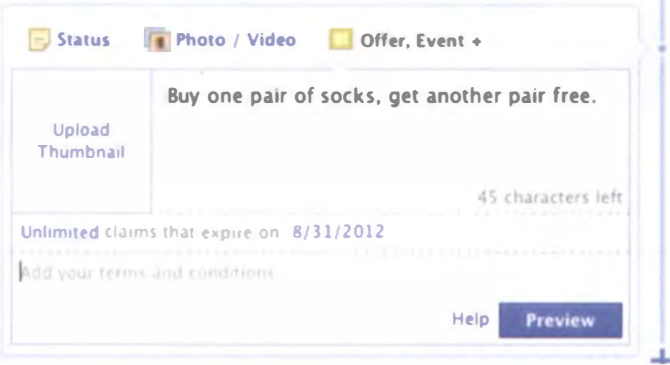 Status Photo / Video Offer, Event +
Buy one pair of socks, get another pair free.
Upload
Thumbnail
45 characters left
Unlimited claims that expire on 8/31/2012
Add your terms and conditions
Help Preview